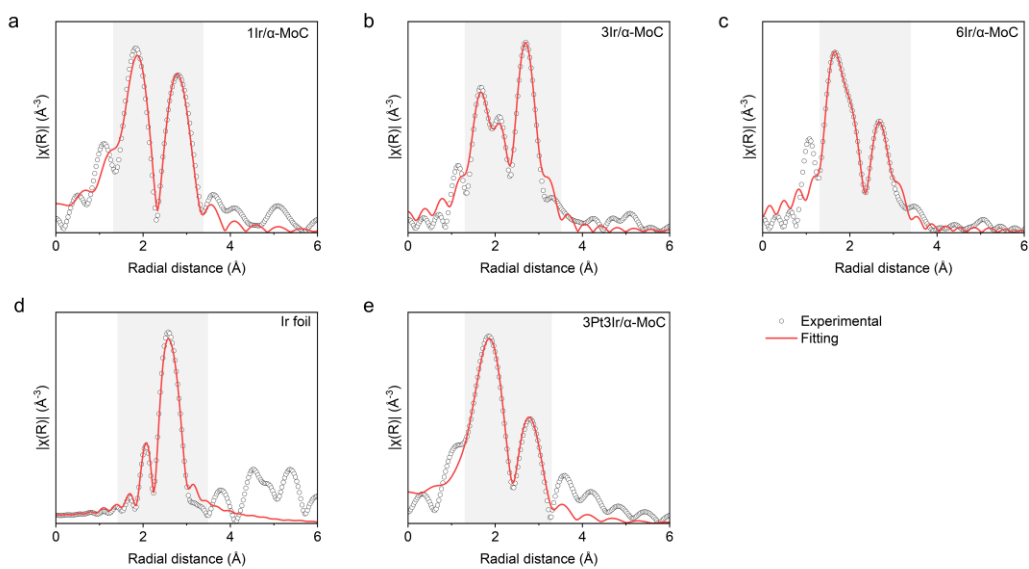 a
1Ir/α-MoC
|χ(R)| (Å⁻³)
0 2 4 6
Radial distance (Å)
b
3Ir/α-MoC
|χ(R)| (Å⁻³)
0 2 4 6
Radial distance (Å)
c
6Ir/α-MoC
|χ(R)| (Å⁻³)
0 2 4 6
Radial distance (Å)
d
Ir foil
|χ(R)| (Å⁻³)
0 2 4 6
Radial distance (Å)
e
3Pt3Ir/α-MoC
|χ(R)| (Å⁻³)
0 2 4 6
Radial distance (Å)
Experimental
Fitting